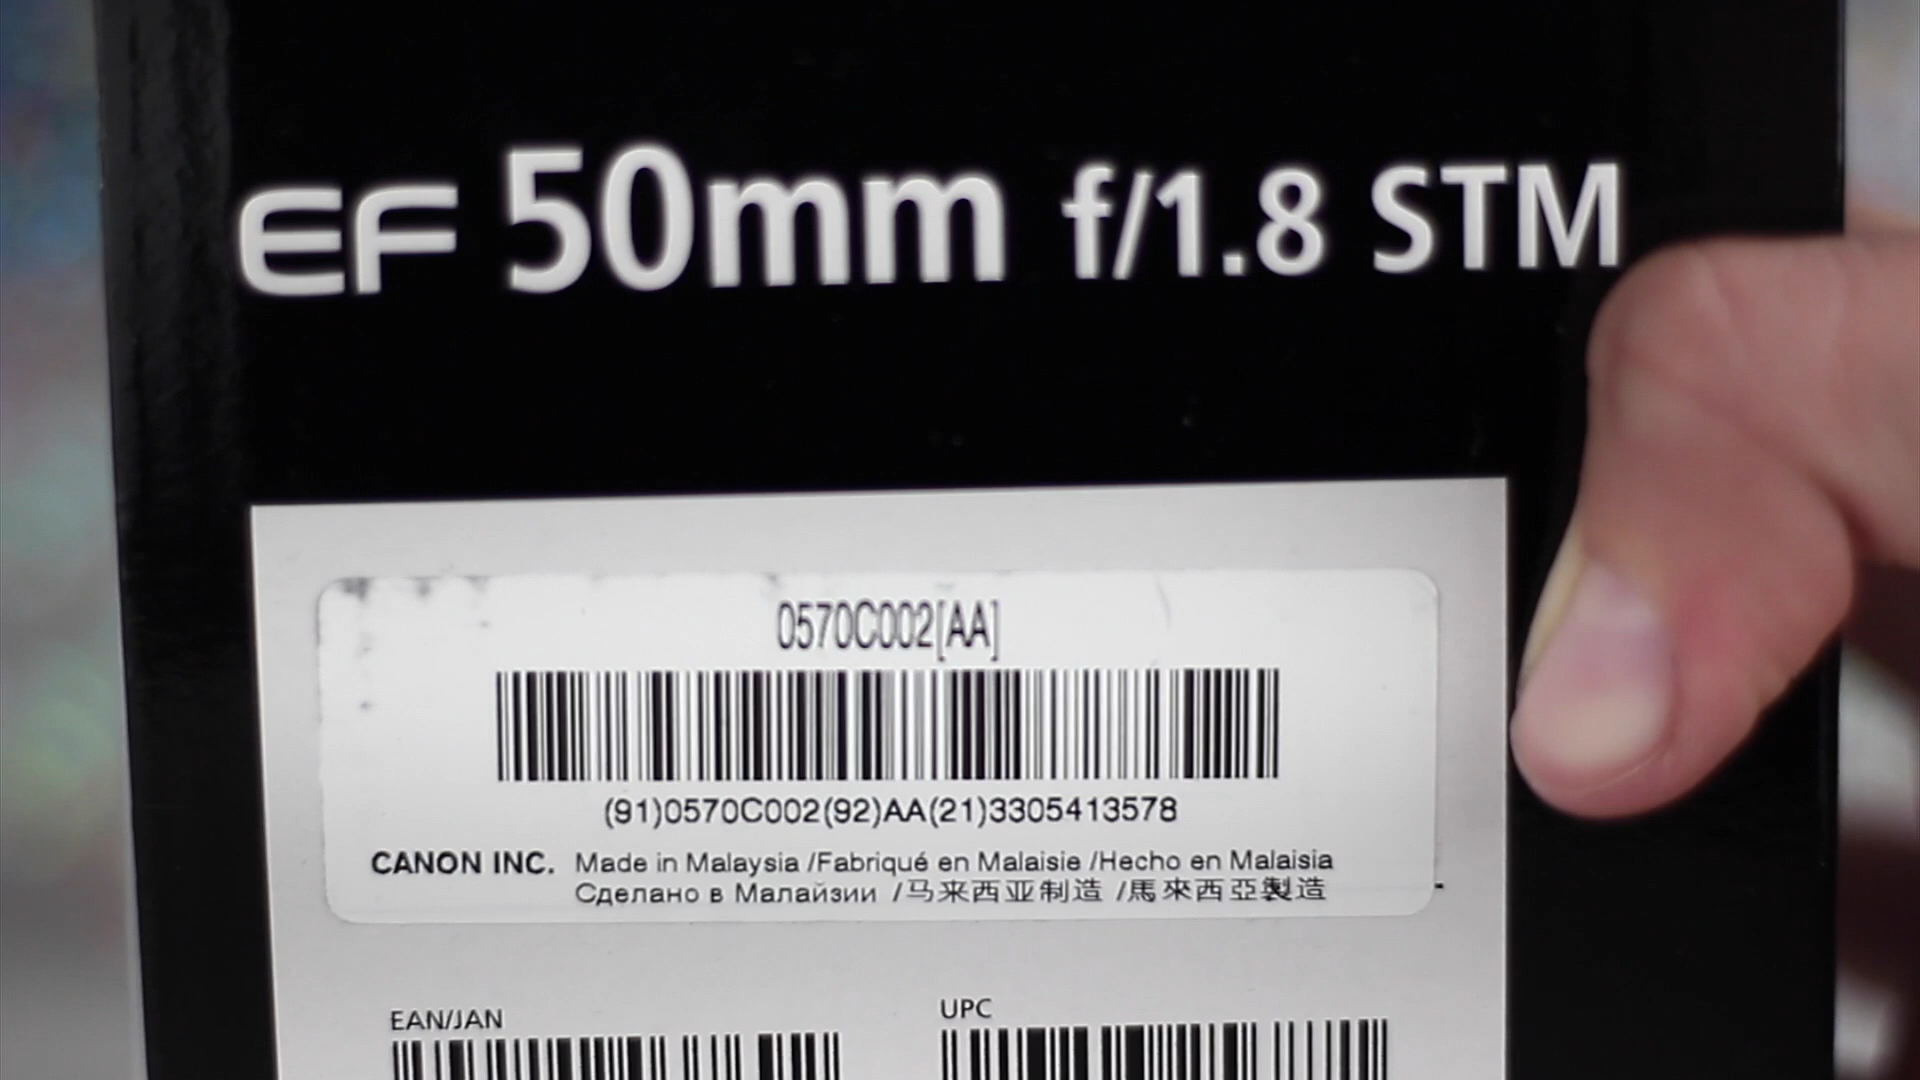 EF 50mm f/1.8 STM
0570C002[AA]
(91)0570C002(92)AA(21)3305413578
CANON INC. Made in Malaysia /Fabriqué en Malaisie /Hecho en Malaisia
Сделано в Малайзии /马来西亚制造 /馬來西亞製造
EAN/JAN
UPC